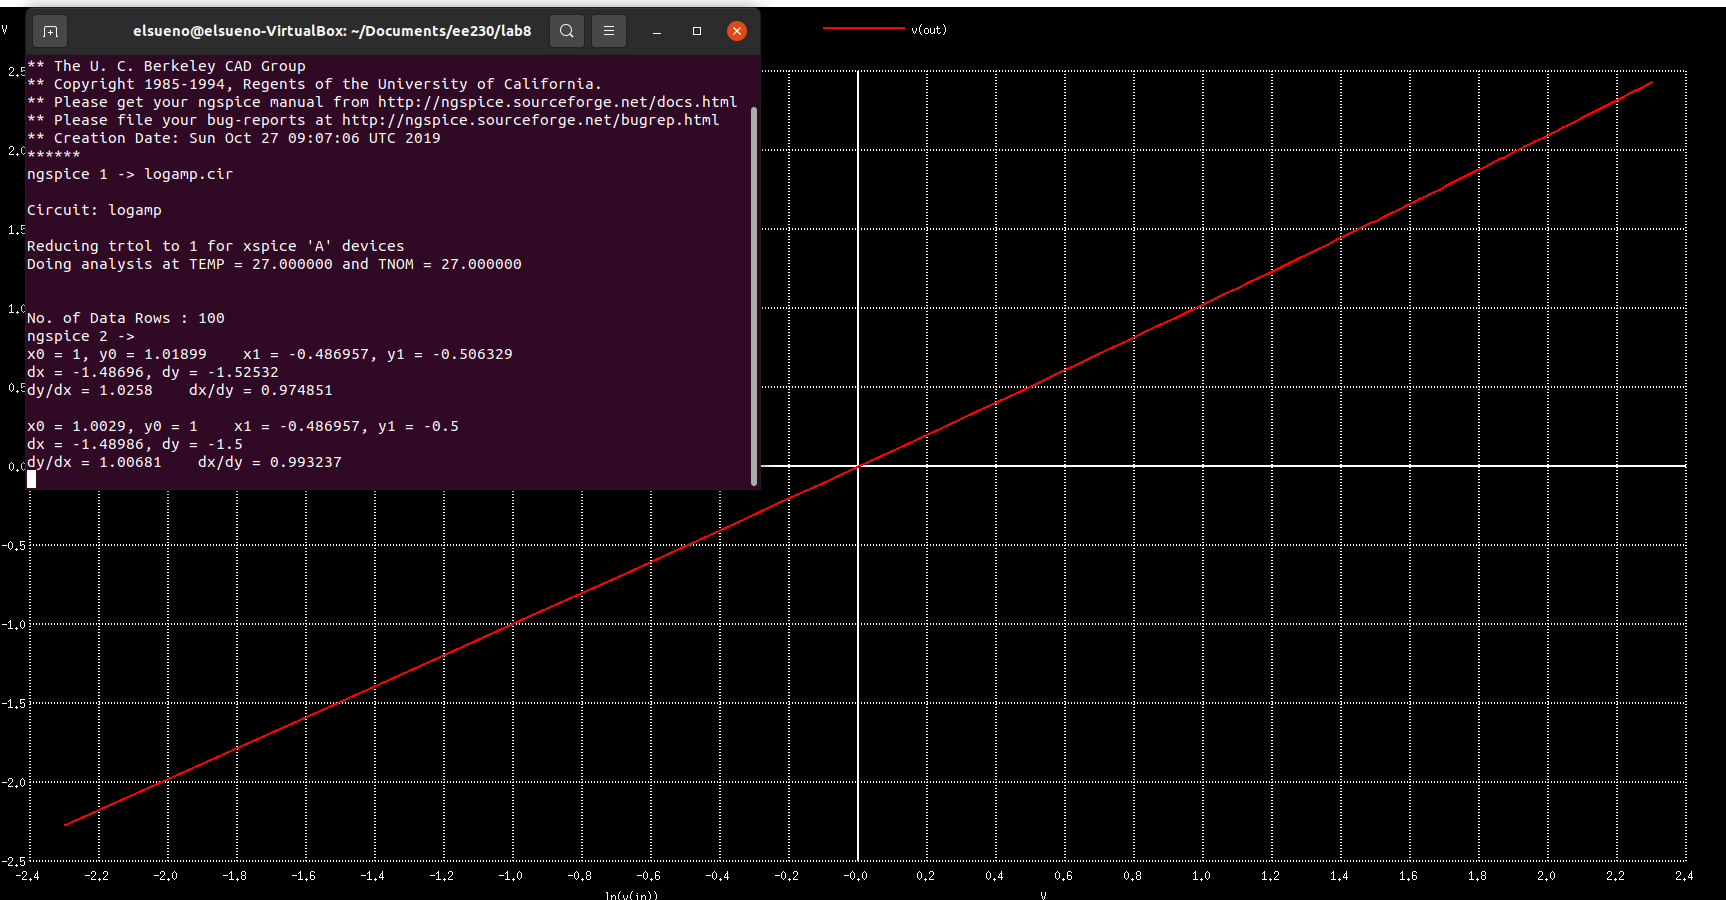 elsueno@elsueno-VirtualBox: ~/Documents/ee230/lab8
** The U. C. Berkeley CAD Group
** Copyright 1985-1994, Regents of the University of California.
** Please get your ngspice manual from http://ngspice.sourceforge.net/docs.html
** Please file your bug-reports at http://ngspice.sourceforge.net/bugrep.html
** Creation Date: Sun Oct 27 09:07:06 UTC 2019
******
ngspice 1 -> logamp.cir
Circuit: logamp
Reducing trtol to 1 for xspice 'A' devices
Doing analysis at TEMP = 27.000000 and TNOM = 27.000000
No. of Data Rows : 100
ngspice 2 ->
x0 = 1, y0 = 1.01899    x1 = -0.486957, y1 = -0.506329
dx = -1.48696, dy = -1.52532
dy/dx = 1.0258    dx/dy = 0.974851
x0 = 1.0029, y0 = 1    x1 = -0.486957, y1 = -0.5
dx = -1.48986, dy = -1.5
dy/dx = 1.00681    dx/dy = 0.993237
V
v(out)
2.5
2.0
1.5
1.0
0.5
0.0
-0.5
-1.0
-1.5
-2.0
-2.5
-2.4 -2.2 -2.0 -1.8 -1.6 -1.4 -1.2 -1.0 -0.8 -0.6 -0.4 -0.2 -0.0 0.2 0.4 0.6 0.8 1.0 1.2 1.4 1.6 1.8 2.0 2.2 2.4
ln(v(in)) V